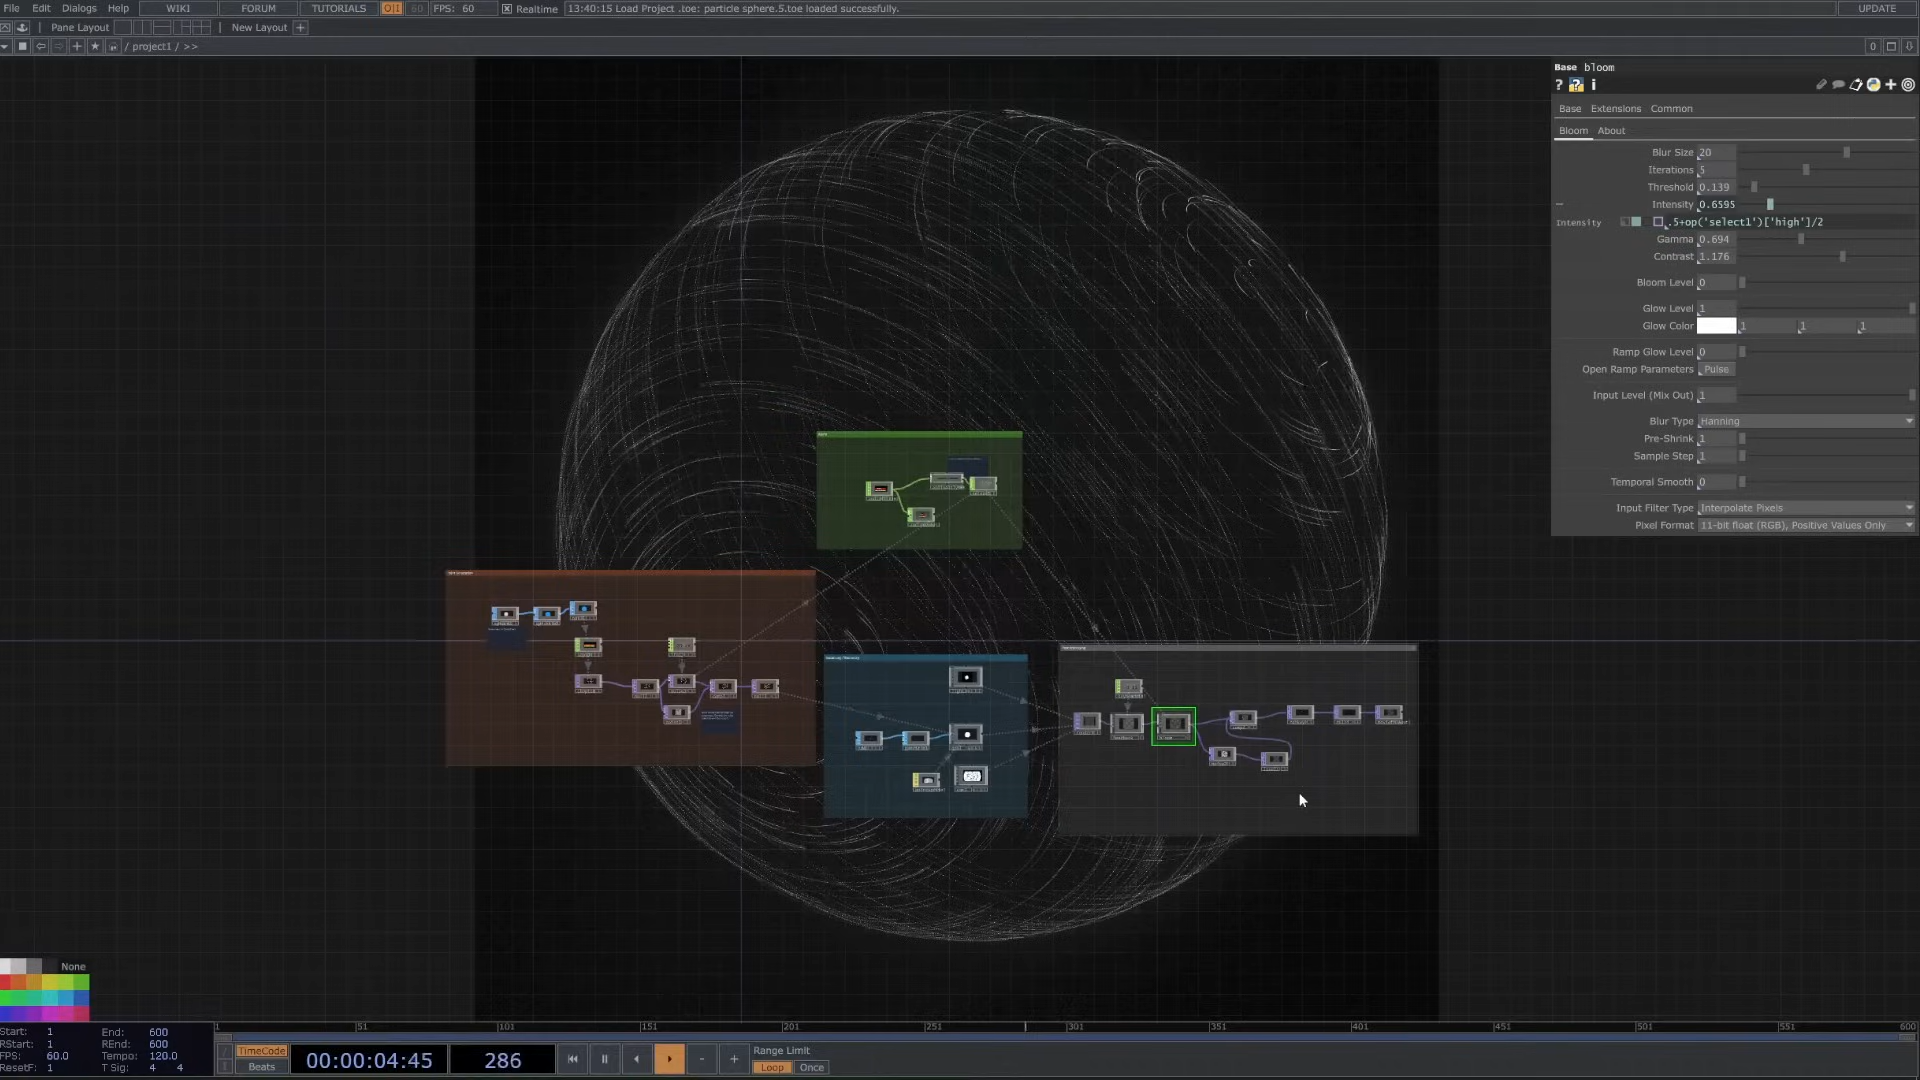 File Edit Dialogs Help WIKI FORUM TUTORIALS OII 60 FPS: 60 Realtime 13:40:15 Load Project .toe: particle sphere.5.toe loaded successfully. UPDATE
Pane Layout New Layout +
/ project1 / >> 0
Base bloom
? ? i
Base Extensions Common
Bloom About
Blur Size 20
Iterations 5
Threshold 0.139
Intensity 0.6595
Intensity .5+op('select1')['high']/2
Gamma 0.694
Contrast 1.176
Bloom Level 0
Glow Level 1
Glow Color 1 1 1
Ramp Glow Level 0
Open Ramp Parameters Pulse
Input Level (Mix Out) 1
Blur Type Hanning
Pre-Shrink 1
Sample Step 1
Temporal Smooth 0
Input Filter Type Interpolate Pixels
Pixel Format 11-bit float (RGB), Positive Values Only
None
1 51 101 151 201 251 301 351 401 451 501 551 600
Start: 1 End: 600
RStart: 1 REnd: 600
FPS: 60.0 Tempo: 120.0
ResetF: 1 T Sig: 4 4
TimeCode
Beats
00:00:04:45 286
Range Limit
Loop Once